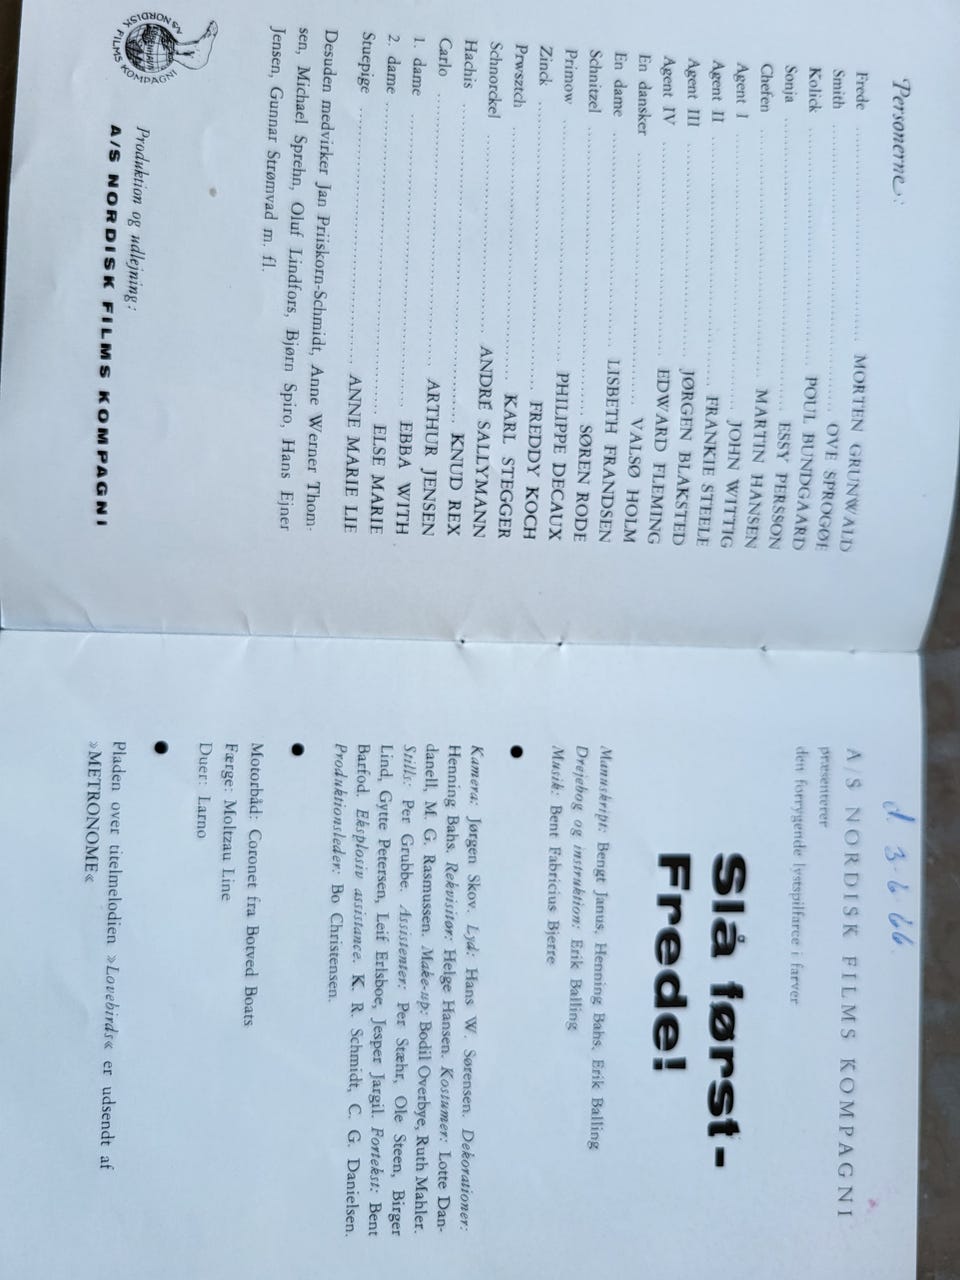 Personerne:
Frede ........ MORTEN GRUNWALD
Smith ........ OVE SPROGØE
Kolick ........ POUL BUNDGAARD
Sonja ........ ESSY PERSSON
Chefen ........ MARTIN HANSEN
Agent I ........ JOHN WITTIG
Agent II ........ FRANKIE STEELE
Agent III ........ JØRGEN BLAKSTED
Agent IV ........ EDWARD FLEMING
En dansker ........ VALSØ HOLM
En dame ........ LISBETH FRANDSEN
Schnitzel ........ SØREN RODE
Primow ........ PHILIPPE DECAUX
Zinck ........ FREDDY KOCH
Prwsztch ........ KARL STEGGER
Schnorckel ........ ANDRÉ SALLYMANN
Hachis ........ KNUD REX
Carlo ........ ARTHUR JENSEN
1. dame ........ EBBA WITH
2. dame ........ ELSE MARIE
Stuepige ........ ANNE MARIE LIE
Desuden medvirker Jan Priiskorn-Schmidt, Anne Werner Thom-
sen, Michael Sprehn, Oluf Lindfors, Bjørn Spiro, Hans Ejner
Jensen, Gunnar Strømvad m. fl.
Produktion og udlejning:
A/S NORDISK FILMS KOMPAGNI
A/S NORDISK
FILMS KOMPAGNI
d. 3-6-66.
A/S NORDISK FILMS KOMPAGNI
præsenterer
den forrygende lystspilfarce i farver
Slå først-
Frede!
Manuskript: Bengt Janus, Henning Bahs, Erik Balling
Drejebog og instruktion: Erik Balling
Musik: Bent Fabricius Bjerre
Kamera: Jørgen Skov. Lyd: Hans W. Sørensen. Dekorationer:
Henning Bahs. Rekvisitør: Helge Hansen. Kostumer: Lotte Dan-
danell, M. G. Rasmussen. Make-up: Bodil Overbye, Ruth Mahler.
Stills: Per Grubbe. Assistenter: Per Stæhr, Ole Steen, Birger
Lind, Gytte Petersen, Leif Erlsboe, Jesper Jargil. Fortekst: Bent
Barfod. Eksplosiv assistance. K. R. Schmidt, C. G. Danielsen.
Produktionsleder: Bo Christensen.
Motorbåd: Coronet fra Botved Boats
Færge: Moltzau Line
Duer: Larno
Pladen over titelmelodien »Lovebirds« er udsendt af
»METRONOME«